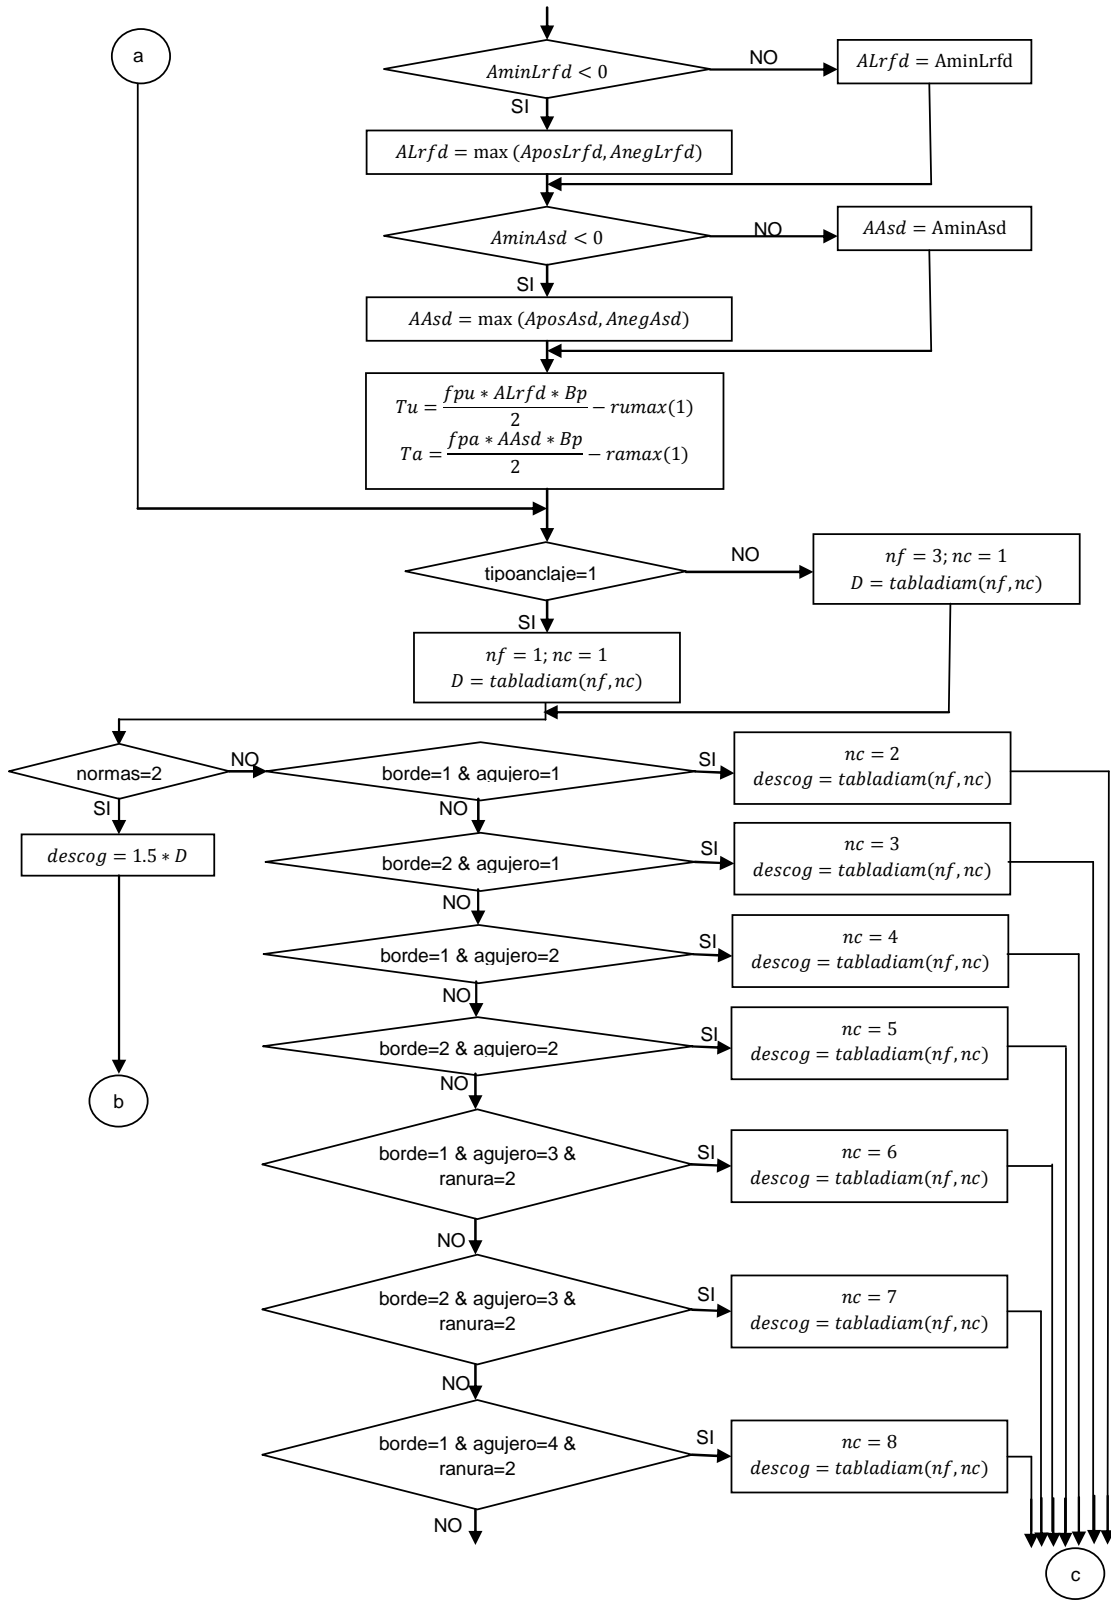 a
AminLrfd < 0
NO
ALrfd = AminLrfd
SI
ALrfd = max (AposLrfd, AnegLrfd)
AminAsd < 0
NO
AAsd = AminAsd
SI
AAsd = max (AposAsd, AnegAsd)
Tu = fpu ∗ ALrfd ∗ Bp / 2 − rumax(1)
Ta = fpa ∗ AAsd ∗ Bp / 2 − ramax(1)
tipoanclaje=1
NO
nf = 3; nc = 1
D = tabladiam(nf, nc)
SI
nf = 1; nc = 1
D = tabladiam(nf, nc)
normas=2
NO
borde=1 & agujero=1
SI
nc = 2
descog = tabladiam(nf, nc)
SI
descog = 1.5 ∗ D
b
NO
borde=2 & agujero=1
SI
nc = 3
descog = tabladiam(nf, nc)
NO
borde=1 & agujero=2
SI
nc = 4
descog = tabladiam(nf, nc)
NO
borde=2 & agujero=2
SI
nc = 5
descog = tabladiam(nf, nc)
NO
borde=1 & agujero=3 &
ranura=2
SI
nc = 6
descog = tabladiam(nf, nc)
NO
borde=2 & agujero=3 &
ranura=2
SI
nc = 7
descog = tabladiam(nf, nc)
NO
borde=1 & agujero=4 &
ranura=2
SI
nc = 8
descog = tabladiam(nf, nc)
NO
c